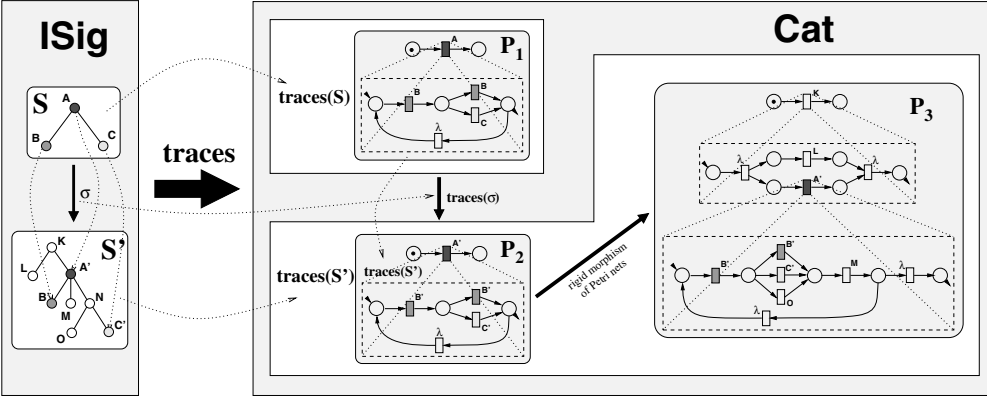 ISig
S
A
B
C
σ
S'
K
L
A'
B'
M
N
O
C'
traces
Cat
traces(S)
P1
A
B
B
C
λ
traces(σ)
traces(S')
traces(S')
P2
A'
B'
B'
C'
λ
rigid morphism
of Petri nets
P3
K
λ
L
A'
λ
B'
B'
C'
O
M
λ
λ